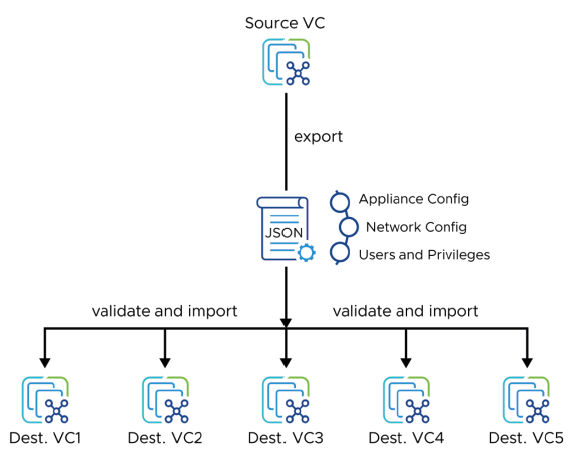 Source VC
export
JSON
Appliance Config
Network Config
Users and Privileges
validate and import
validate and import
Dest. VC1
Dest. VC2
Dest. VC3
Dest. VC4
Dest. VC5